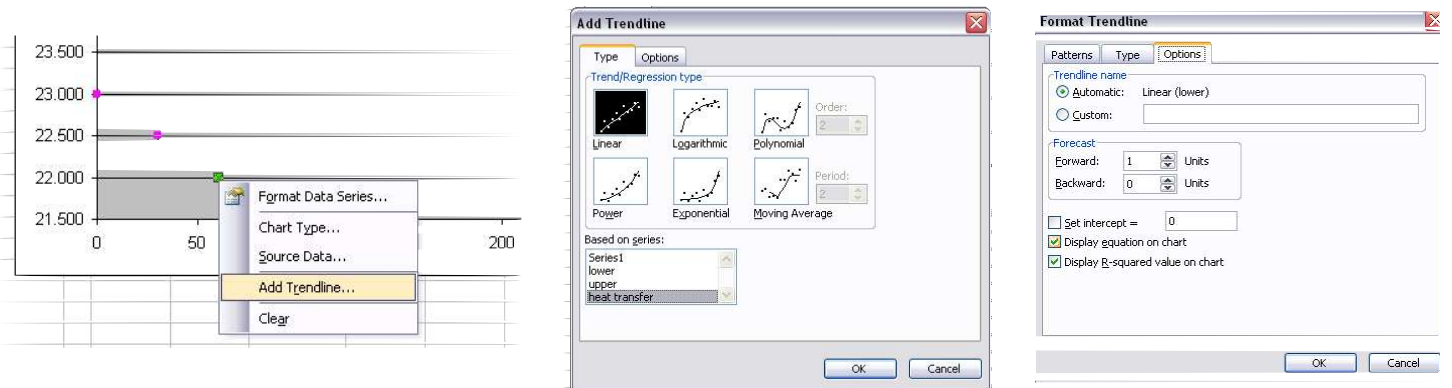 23.500
23.000
22.500
22.000
21.500
0
50
200
Format Data Series...
Chart Type...
Source Data...
Add Trendline...
Clear
Add Trendline
Type
Options
Trend/Regression type
Linear
Logarithmic
Polynomial
Order:
2
Power
Exponential
Moving Average
Period:
2
Based on series:
Series1
lower
upper
heat transfer
OK
Cancel
Format Trendline
Patterns
Type
Options
Trendline name
Automatic: Linear (lower)
Custom:
Forecast
Forward: 1 Units
Backward: 0 Units
Set intercept = 0
Display equation on chart
Display R-squared value on chart
OK
Cancel